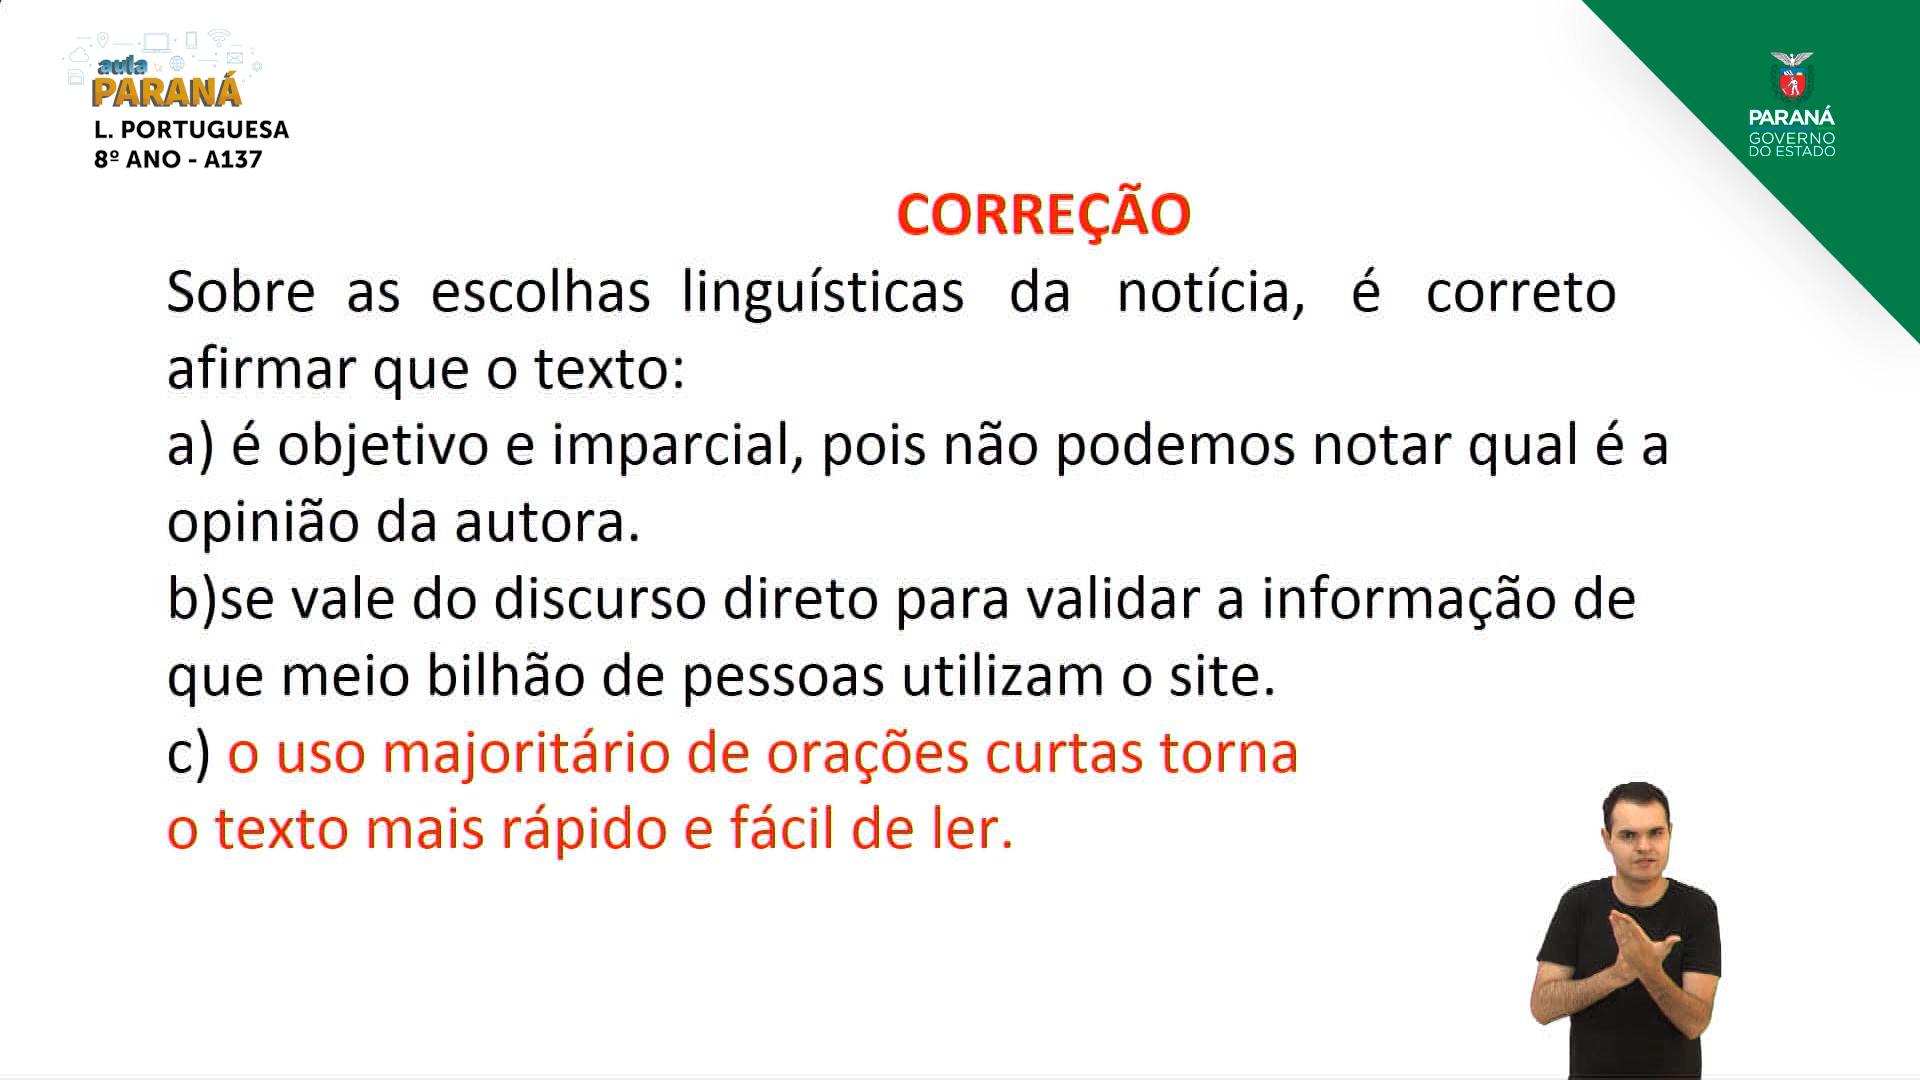 aula
PARANÁ
L. PORTUGUESA
8º ANO - A137
PARANÁ
GOVERNO
DO ESTADO
CORREÇÃO
Sobre as escolhas linguísticas da notícia, é correto
afirmar que o texto:
a) é objetivo e imparcial, pois não podemos notar qual é a
opinião da autora.
b)se vale do discurso direto para validar a informação de
que meio bilhão de pessoas utilizam o site.
c) o uso majoritário de orações curtas torna
o texto mais rápido e fácil de ler.